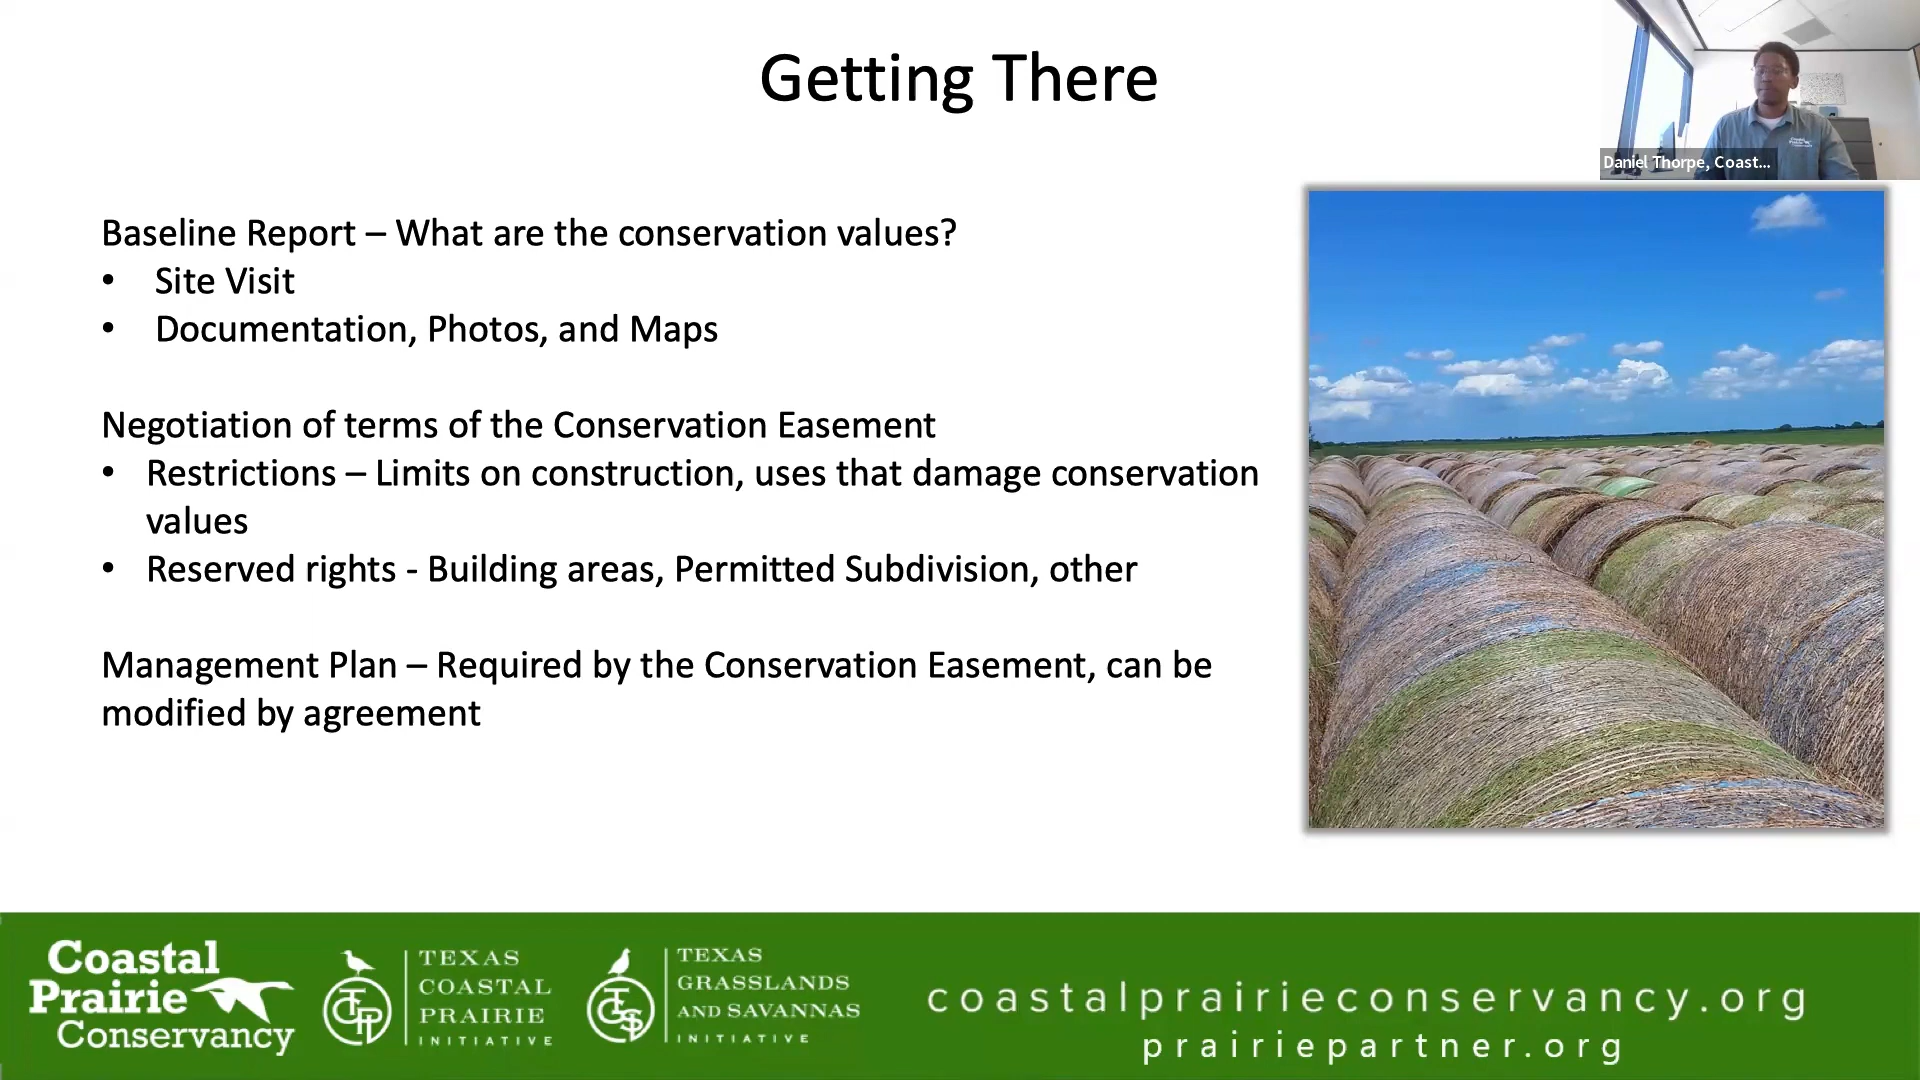 Getting There
Daniel Thorpe, Coast...
Baseline Report – What are the conservation values?
• Site Visit
• Documentation, Photos, and Maps
Negotiation of terms of the Conservation Easement
• Restrictions – Limits on construction, uses that damage conservation
values
• Reserved rights - Building areas, Permitted Subdivision, other
Management Plan – Required by the Conservation Easement, can be
modified by agreement
Coastal
Prairie
Conservancy
TEXAS
COASTAL
PRAIRIE
INITIATIVE
TEXAS
GRASSLANDS
AND SAVANNAS
INITIATIVE
coastalprairieconservancy.org
prairiepartner.org